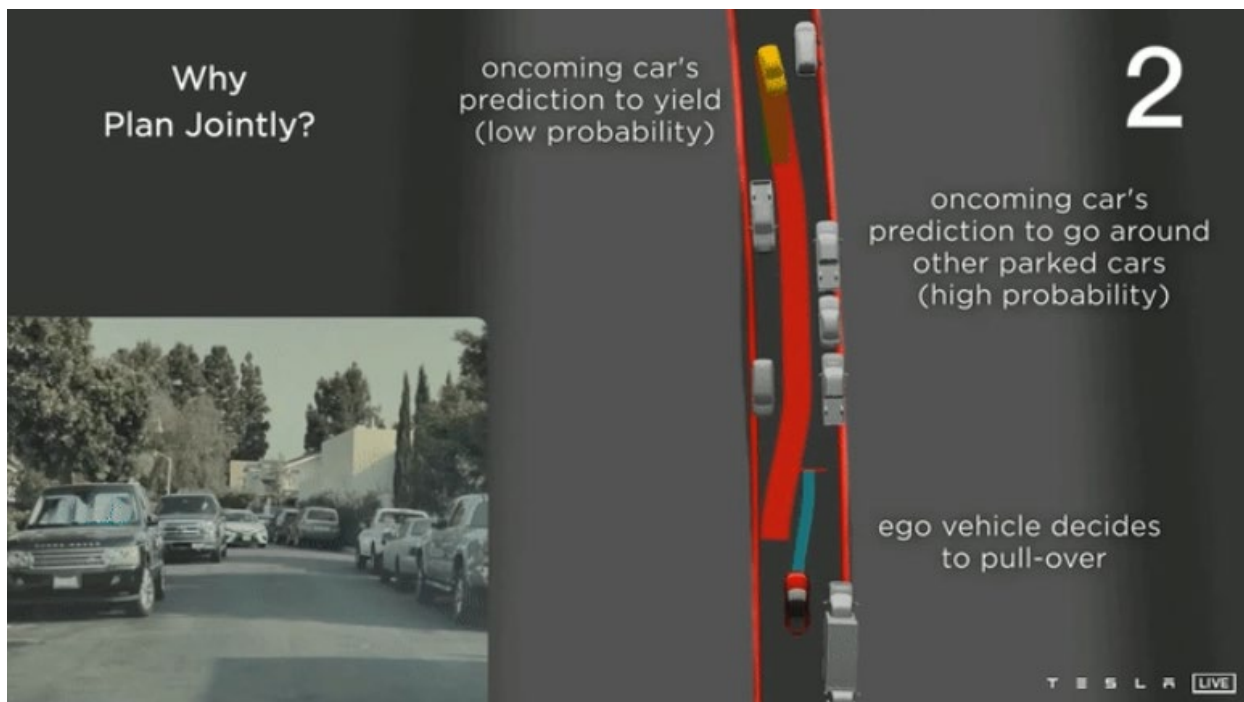 Why
Plan Jointly?
oncoming car's
prediction to yield
(low probability)
2
oncoming car's
prediction to go around
other parked cars
(high probability)
ego vehicle decides
to pull-over
TESLA LIVE